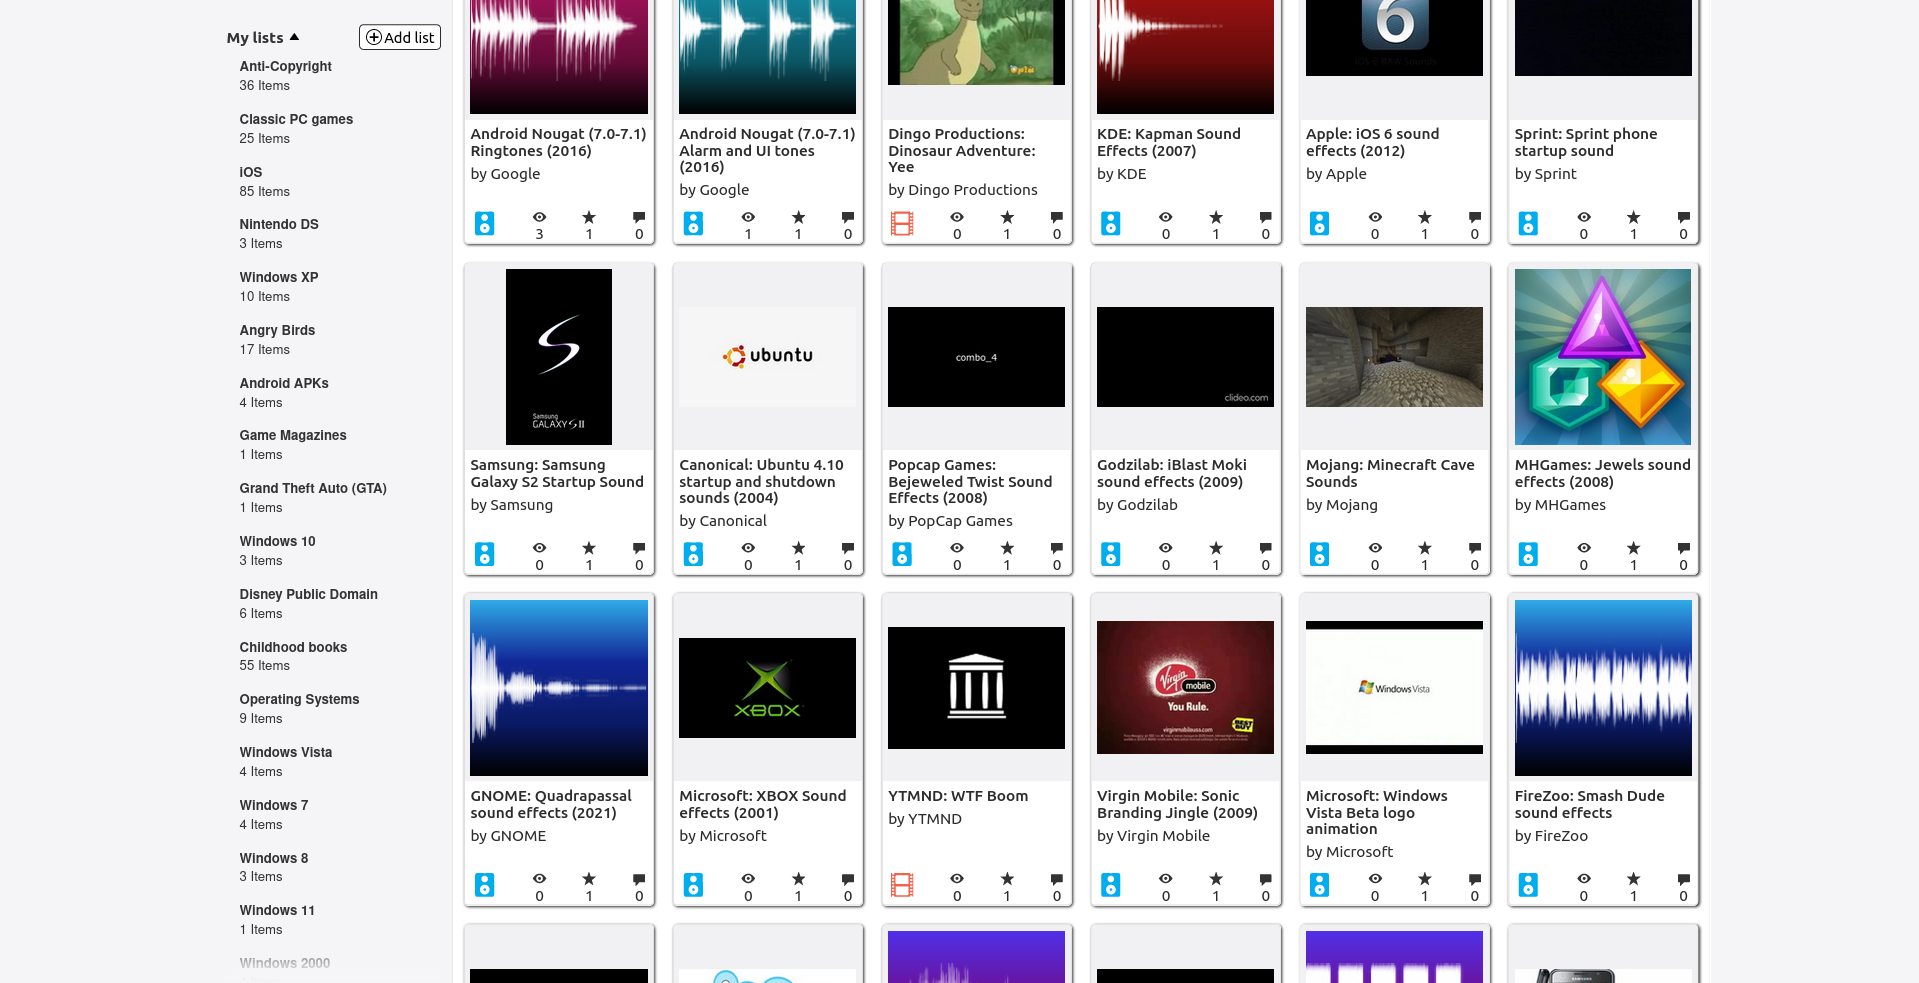 My lists
Add list
Anti-Copyright
36 Items
Classic PC games
25 Items
iOS
85 Items
Nintendo DS
3 Items
Windows XP
10 Items
Angry Birds
17 Items
Android APKs
4 Items
Game Magazines
1 Items
Grand Theft Auto (GTA)
1 Items
Windows 10
3 Items
Disney Public Domain
6 Items
Childhood books
55 Items
Operating Systems
9 Items
Windows Vista
4 Items
Windows 7
4 Items
Windows 8
3 Items
Windows 11
1 Items
Windows 2000
Android Nougat (7.0-7.1)
Ringtones (2016)
by Google
3 1 0
Android Nougat (7.0-7.1)
Alarm and UI tones
(2016)
by Google
1 1 0
Dingo Productions:
Dinosaur Adventure:
Yee
by Dingo Productions
0 1 0
KDE: Kapman Sound
Effects (2007)
by KDE
0 1 0
6
iOS 6 RAW Sounds
Apple: iOS 6 sound
effects (2012)
by Apple
0 1 0
Sprint: Sprint phone
startup sound
by Sprint
0 1 0
S
Samsung
GALAXY S II
Samsung: Samsung
Galaxy S2 Startup Sound
by Samsung
0 1 0
ubuntu
Canonical: Ubuntu 4.10
startup and shutdown
sounds (2004)
by Canonical
0 1 0
combo_4
Popcap Games:
Bejeweled Twist Sound
Effects (2008)
by PopCap Games
0 1 0
clideo.com
Godzilab: iBlast Moki
sound effects (2009)
by Godzilab
0 1 0
Mojang: Minecraft Cave
Sounds
by Mojang
0 1 0
MHGames: Jewels sound
effects (2008)
by MHGames
0 1 0
GNOME: Quadrapassal
sound effects (2021)
by GNOME
0 1 0
XBOX
Microsoft: XBOX Sound
effects (2001)
by Microsoft
0 1 0
YTMND: WTF Boom
by YTMND
0 1 0
Virgin
mobile
You Rule.
virginmobileusa.com
BEST BUY
Virgin Mobile: Sonic
Branding Jingle (2009)
by Virgin Mobile
0 1 0
Windows Vista
Microsoft: Windows
Vista Beta logo
animation
by Microsoft
0 1 0
FireZoo: Smash Dude
sound effects
by FireZoo
0 1 0
SAMSUNG